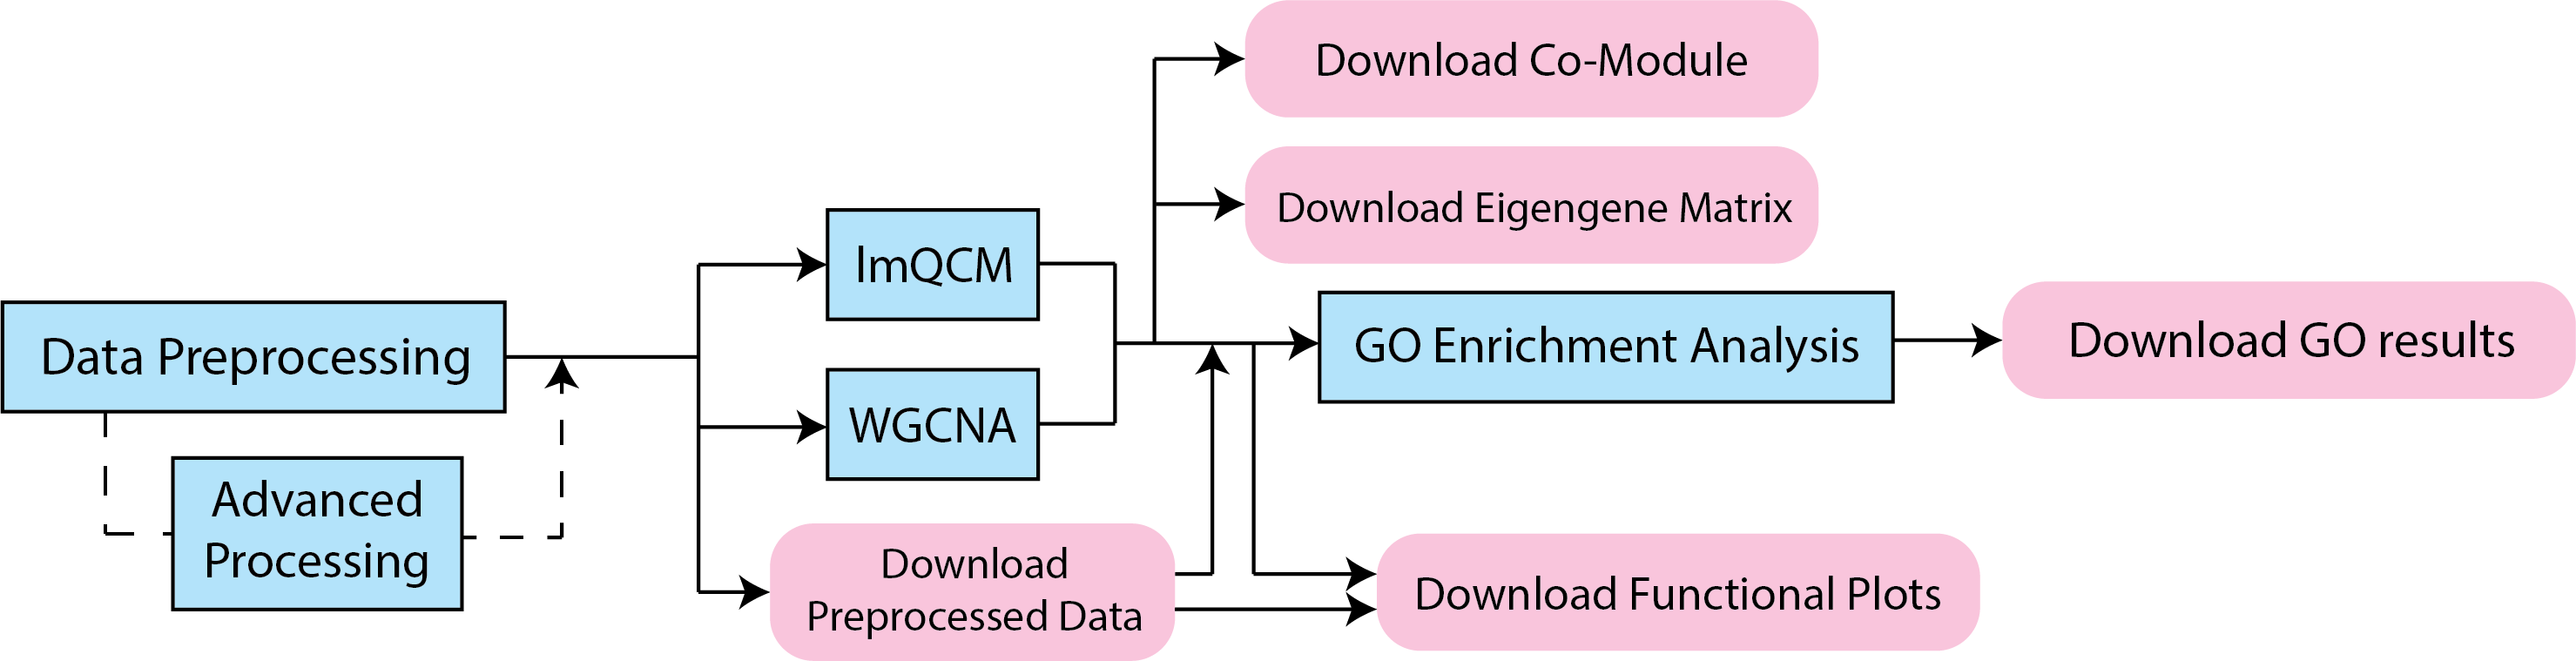 Download Co-Module
Download Eigengene Matrix
lmQCM
Data Preprocessing
GO Enrichment Analysis
Download GO results
WGCNA
Advanced
Processing
Download
Preprocessed Data
Download Functional Plots